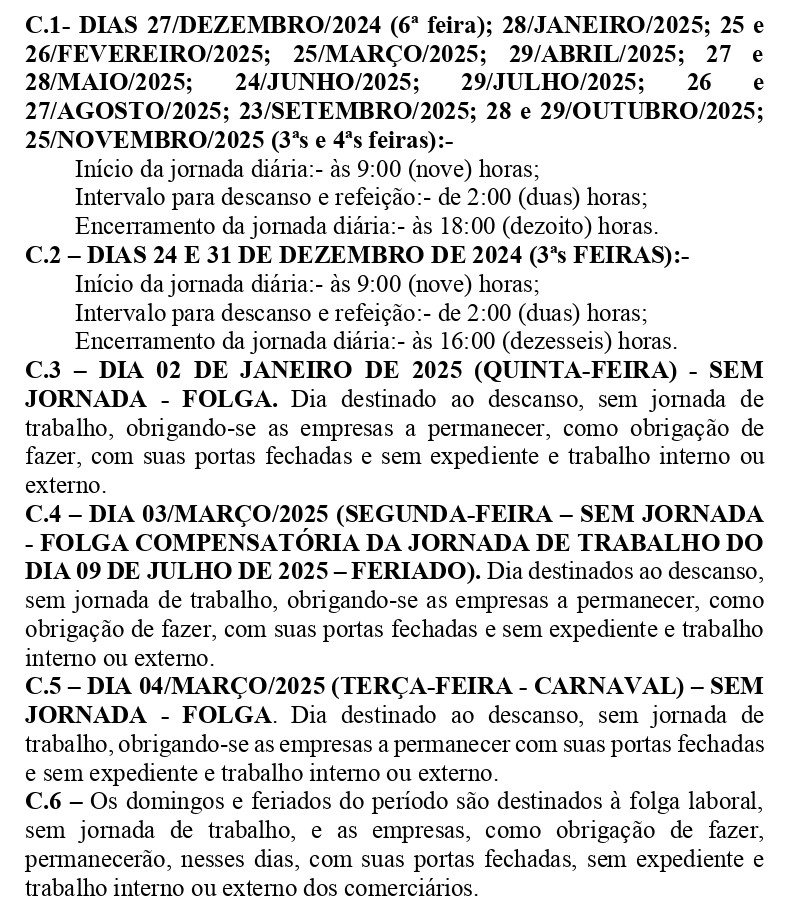 C.1- DIAS 27/DEZEMBRO/2024 (6ª feira); 28/JANEIRO/2025; 25 e
26/FEVEREIRO/2025; 25/MARÇO/2025; 29/ABRIL/2025; 27 e
28/MAIO/2025; 24/JUNHO/2025; 29/JULHO/2025; 26 e
27/AGOSTO/2025; 23/SETEMBRO/2025; 28 e 29/OUTUBRO/2025;
25/NOVEMBRO/2025 (3ªs e 4ªs feiras):-
Início da jornada diária:- às 9:00 (nove) horas;
Intervalo para descanso e refeição:- de 2:00 (duas) horas;
Encerramento da jornada diária:- às 18:00 (dezoito) horas.
C.2 – DIAS 24 E 31 DE DEZEMBRO DE 2024 (3ªs FEIRAS):-
Início da jornada diária:- às 9:00 (nove) horas;
Intervalo para descanso e refeição:- de 2:00 (duas) horas;
Encerramento da jornada diária:- às 16:00 (dezesseis) horas.
C.3 – DIA 02 DE JANEIRO DE 2025 (QUINTA-FEIRA) - SEM
JORNADA - FOLGA. Dia destinado ao descanso, sem jornada de
trabalho, obrigando-se as empresas a permanecer, como obrigação de
fazer, com suas portas fechadas e sem expediente e trabalho interno ou
externo.
C.4 – DIA 03/MARÇO/2025 (SEGUNDA-FEIRA – SEM JORNADA
- FOLGA COMPENSATÓRIA DA JORNADA DE TRABALHO DO
DIA 09 DE JULHO DE 2025 – FERIADO). Dia destinados ao descanso,
sem jornada de trabalho, obrigando-se as empresas a permanecer, como
obrigação de fazer, com suas portas fechadas e sem expediente e trabalho
interno ou externo.
C.5 – DIA 04/MARÇO/2025 (TERÇA-FEIRA - CARNAVAL) – SEM
JORNADA - FOLGA. Dia destinado ao descanso, sem jornada de
trabalho, obrigando-se as empresas a permanecer com suas portas fechadas
e sem expediente e trabalho interno ou externo.
C.6 – Os domingos e feriados do período são destinados à folga laboral,
sem jornada de trabalho, e as empresas, como obrigação de fazer,
permanecerão, nesses dias, com suas portas fechadas, sem expediente e
trabalho interno ou externo dos comerciários.